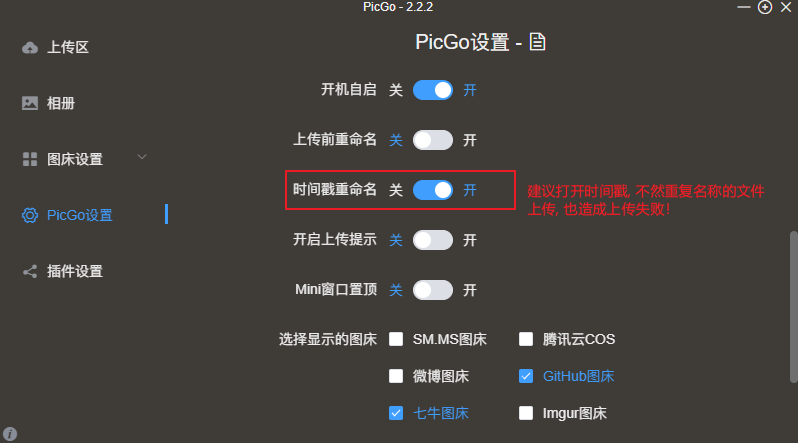 PicGo - 2.2.2
PicGo设置 -
上传区
相册
图床设置
PicGo设置
插件设置
开机自启 关 开
上传前重命名 关 开
时间戳重命名 关 开
建议打开时间戳, 不然重复名称的文件
上传, 也造成上传失败!
开启上传提示 关 开
Mini窗口置顶 关 开
选择显示的图床 SM.MS图床 腾讯云COS
微博图床 GitHub图床
七牛图床 Imgur图床